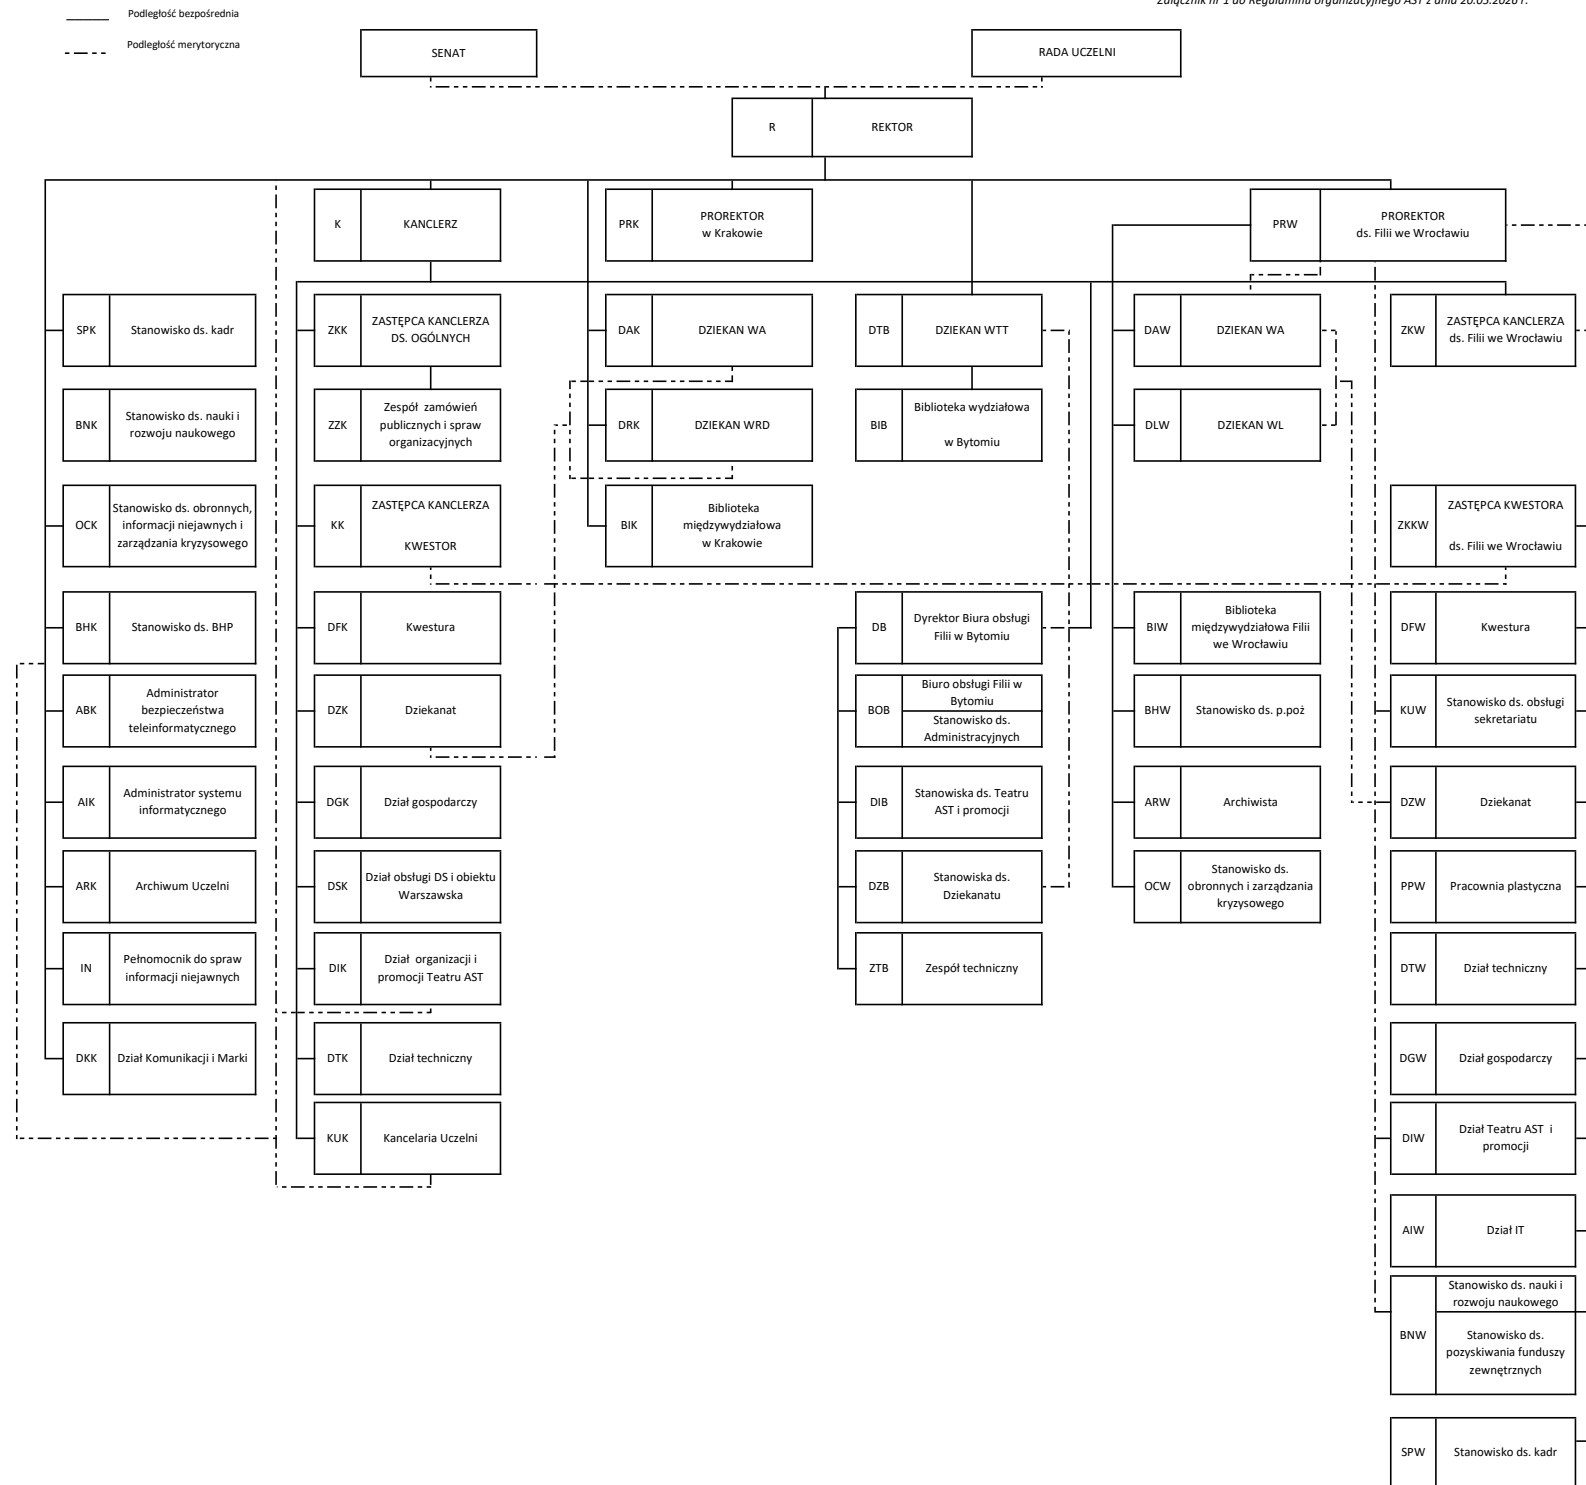 Załącznik nr 1 do Regulaminu organizacyjnego AST z dnia 20.05.2026 r.
Podległość bezpośrednia
Podległość merytoryczna
SENAT
RADA UCZELNI
R
REKTOR
K
KANCLERZ
PRK
PROREKTOR
w Krakowie
PRW
PROREKTOR
ds. Filii we Wrocławiu
SPK
Stanowisko ds. kadr
ZKK
ZASTĘPCA KANCLERZA
DS. OGÓLNYCH
DAK
DZIEKAN WA
DTB
DZIEKAN WTT
DAW
DZIEKAN WA
ZKW
ZASTĘPCA KANCLERZA
ds. Filii we Wrocławiu
BNK
Stanowisko ds. nauki i
rozwoju naukowego
ZZK
Zespół zamówień
publicznych i spraw
organizacyjnych
DRK
DZIEKAN WRD
BIB
Biblioteka wydziałowa
w Bytomiu
DLW
DZIEKAN WL
OCK
Stanowisko ds. obronnych,
informacji niejawnych i
zarządzania kryzysowego
KK
ZASTĘPCA KANCLERZA
KWESTOR
BIK
Biblioteka
międzywydziałowa
w Krakowie
ZKKW
ZASTĘPCA KWESTORA
ds. Filii we Wrocławiu
BHK
Stanowisko ds. BHP
DFK
Kwestura
DB
Dyrektor Biura obsługi
Filii w Bytomiu
BIW
Biblioteka
międzywydziałowa Filii
we Wrocławiu
DFW
Kwestura
ABK
Administrator
bezpieczeństwa
teleinformatycznego
DZK
Dziekanat
BOB
Biuro obsługi Filii w
Bytomiu
Stanowisko ds.
Administracyjnych
BHW
Stanowisko ds. p.poż
KUW
Stanowisko ds. obsługi
sekretariatu
AIK
Administrator systemu
informatycznego
DGK
Dział gospodarczy
DIB
Stanowiska ds. Teatru
AST i promocji
ARW
Archiwista
DZW
Dziekanat
ARK
Archiwum Uczelni
DSK
Dział obsługi DS i obiektu
Warszawska
DZB
Stanowiska ds.
Dziekanatu
OCW
Stanowisko ds.
obronnych i zarządzania
kryzysowego
PPW
Pracownia plastyczna
IN
Pełnomocnik do spraw
informacji niejawnych
DIK
Dział organizacji i
promocji Teatru AST
ZTB
Zespół techniczny
DTW
Dział techniczny
DKK
Dział Komunikacji i Marki
DTK
Dział techniczny
DGW
Dział gospodarczy
KUK
Kancelaria Uczelni
DIW
Dział Teatru AST i
promocji
AIW
Dział IT
BNW
Stanowisko ds. nauki i
rozwoju naukowego
Stanowisko ds.
pozyskiwania funduszy
zewnętrznych
SPW
Stanowisko ds. kadr